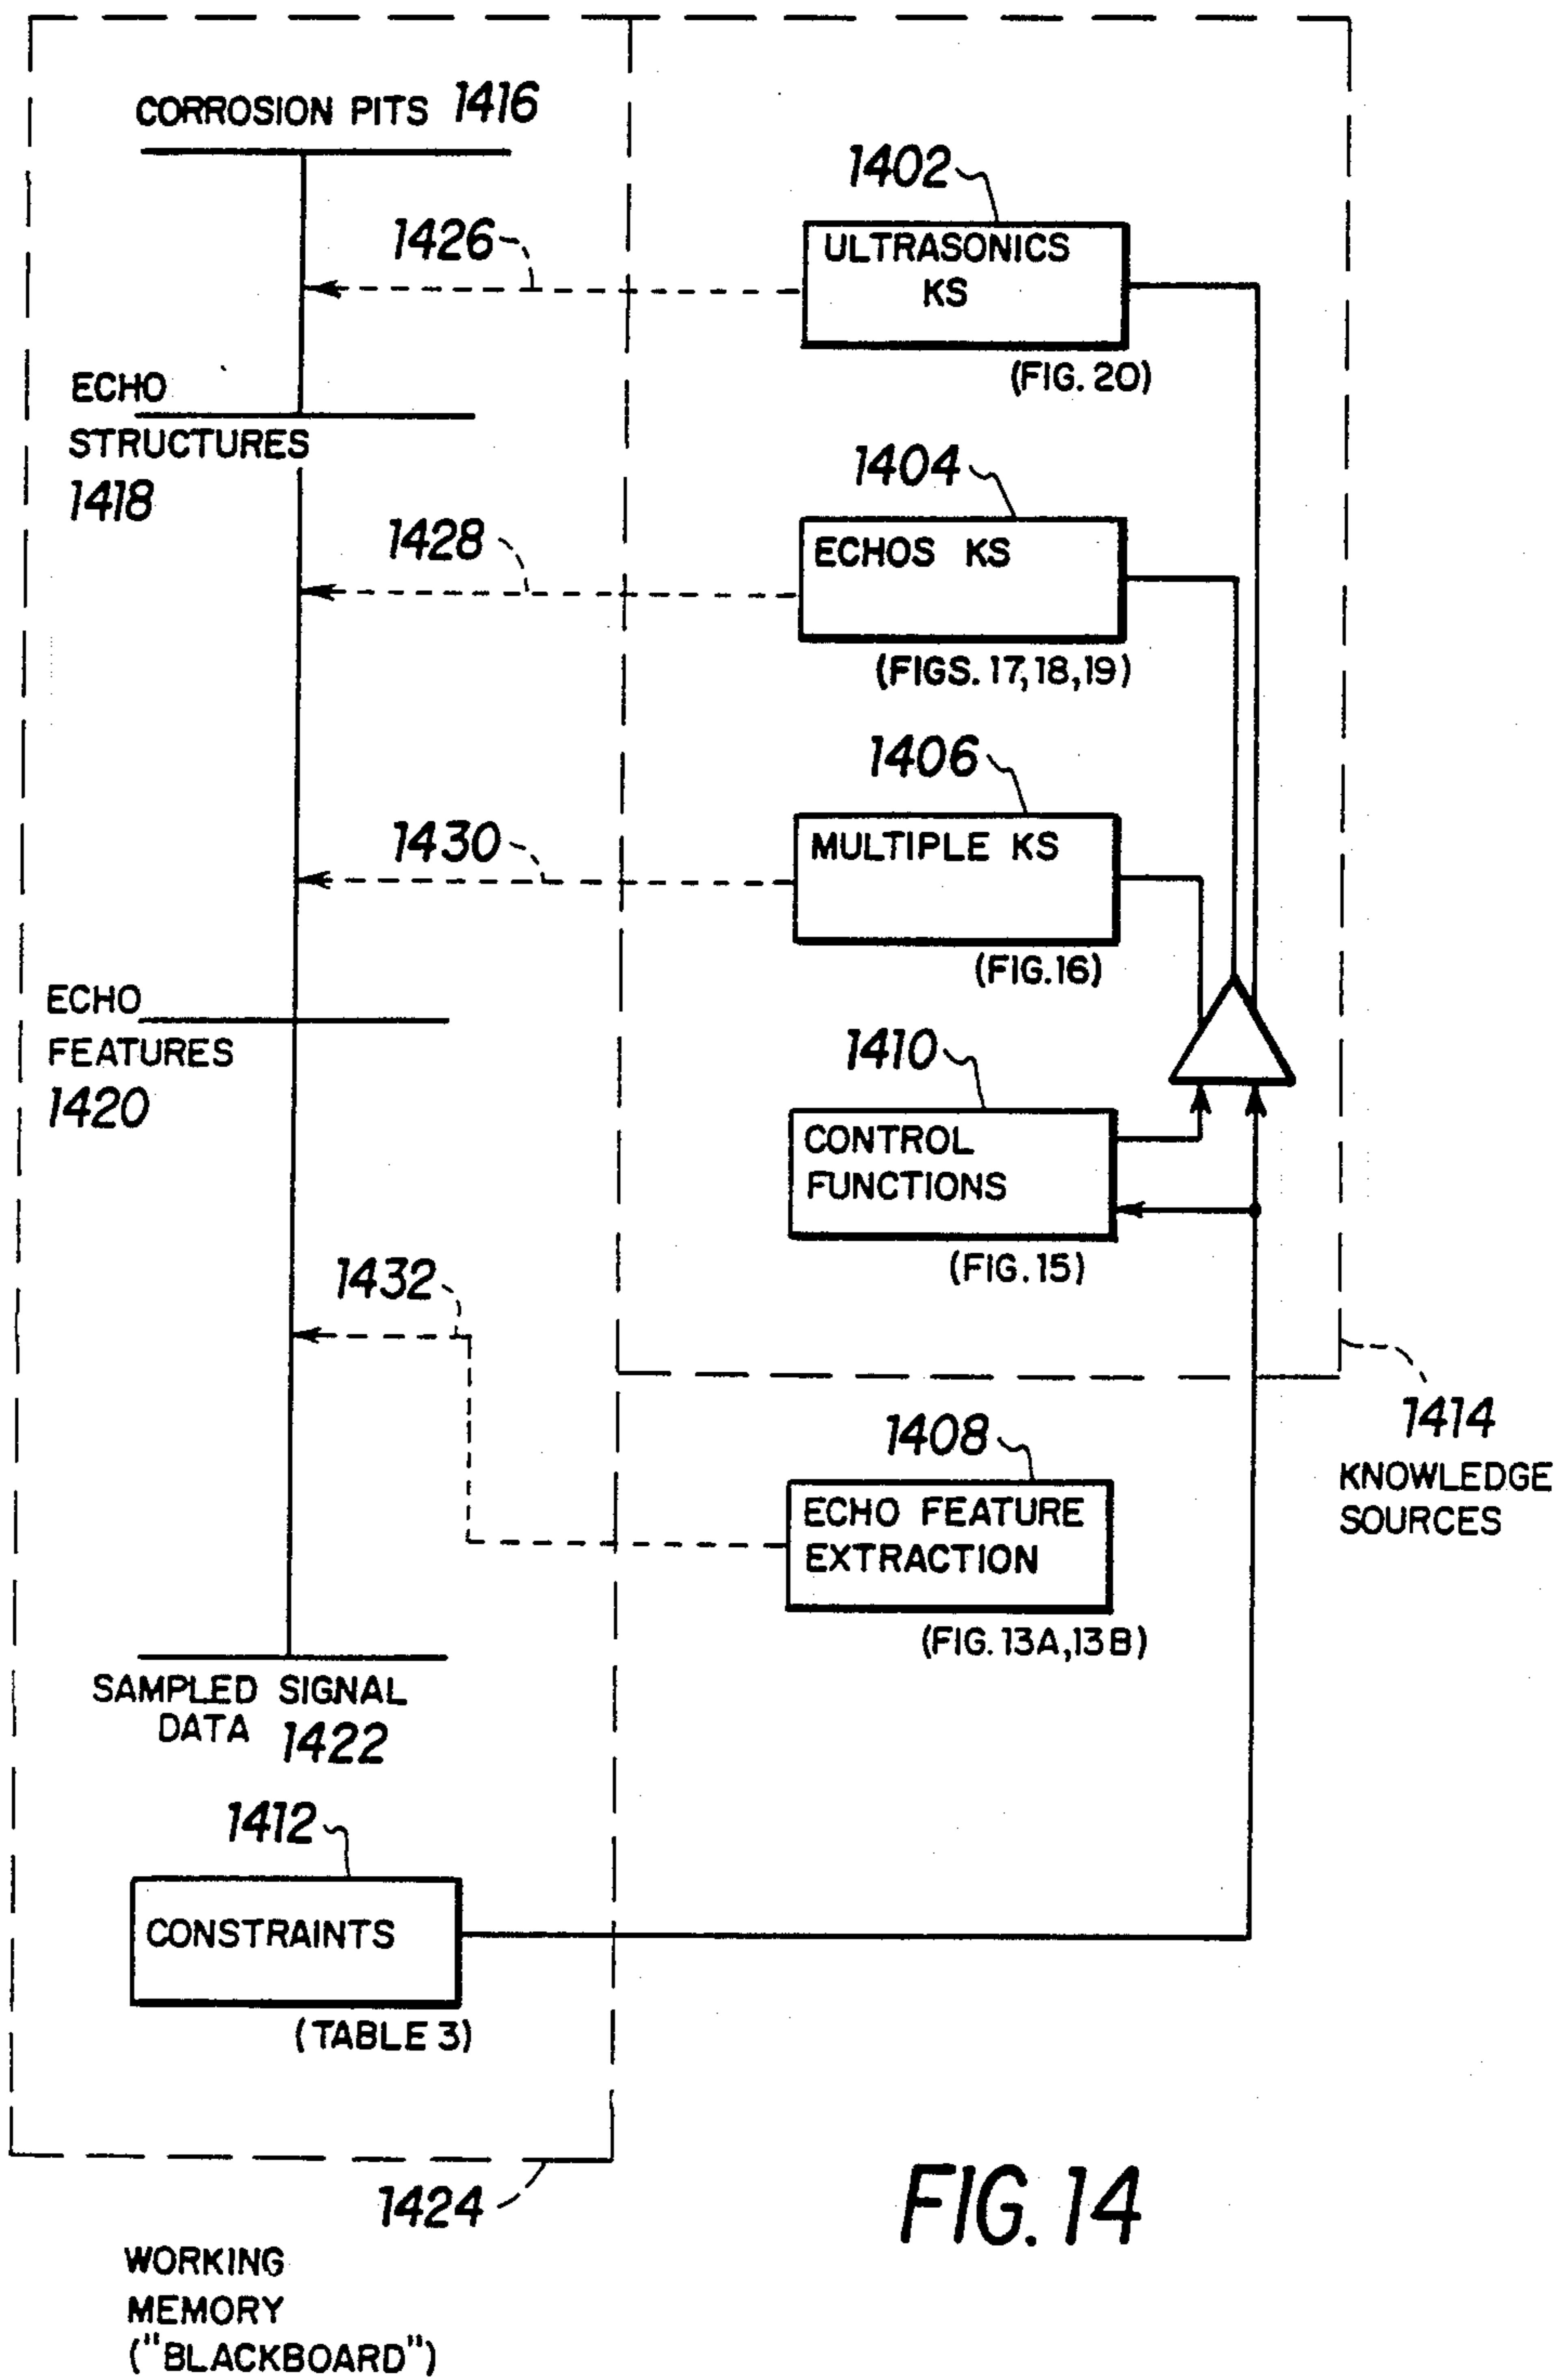 CORROSION PITS 1416
1402
1426
ULTRASONICS
KS
(FIG. 20)
ECHO
STRUCTURES
1418
1404
1428
ECHOS KS
(FIGS. 17,18,19)
1406
1430
MULTIPLE KS
(FIG.16)
ECHO
FEATURES
1420
1410
CONTROL
FUNCTIONS
(FIG.15)
1432
1414
KNOWLEDGE
SOURCES
1408
ECHO FEATURE
EXTRACTION
(FIG.13A,13B)
SAMPLED SIGNAL
DATA 1422
1412
CONSTRAINTS
(TABLE 3)
1424
WORKING
MEMORY
("BLACKBOARD")
FIG. 14